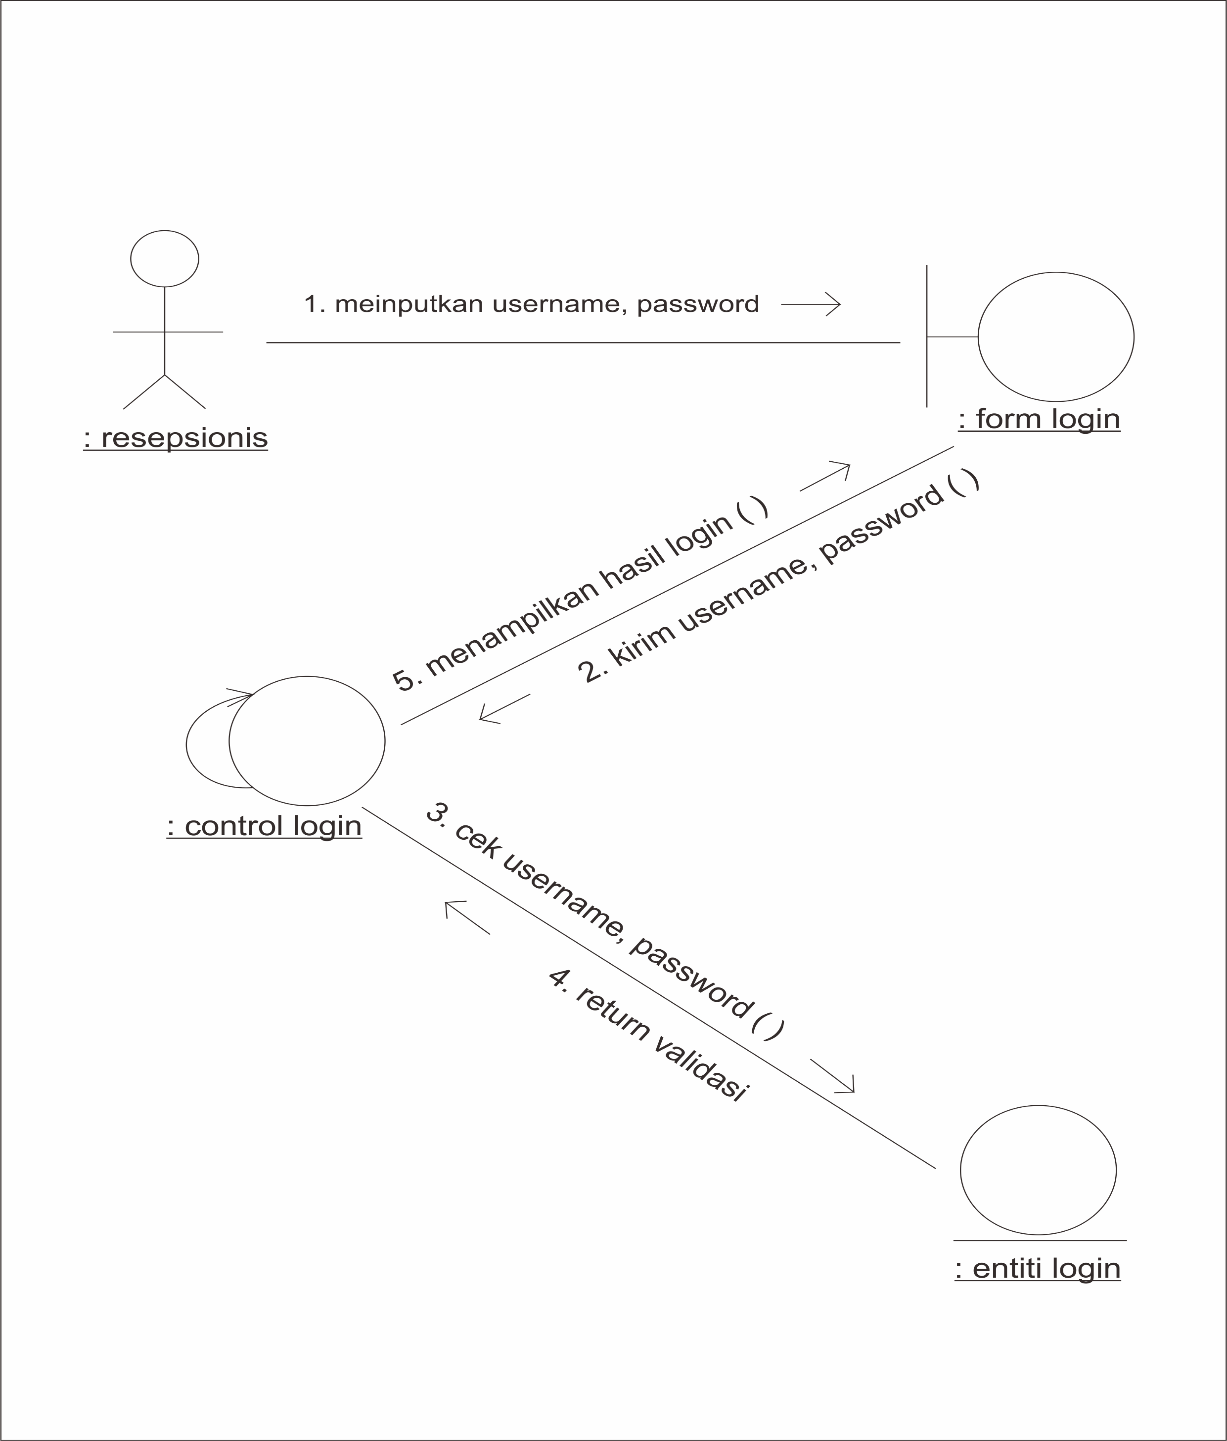 1. meinputkan username, password
: resepsionis
: form login
5. menampilkan hasil login ( )
2. kirim username, password ( )
: control login
3. cek username, password ( )
4. return validasi
: entiti login